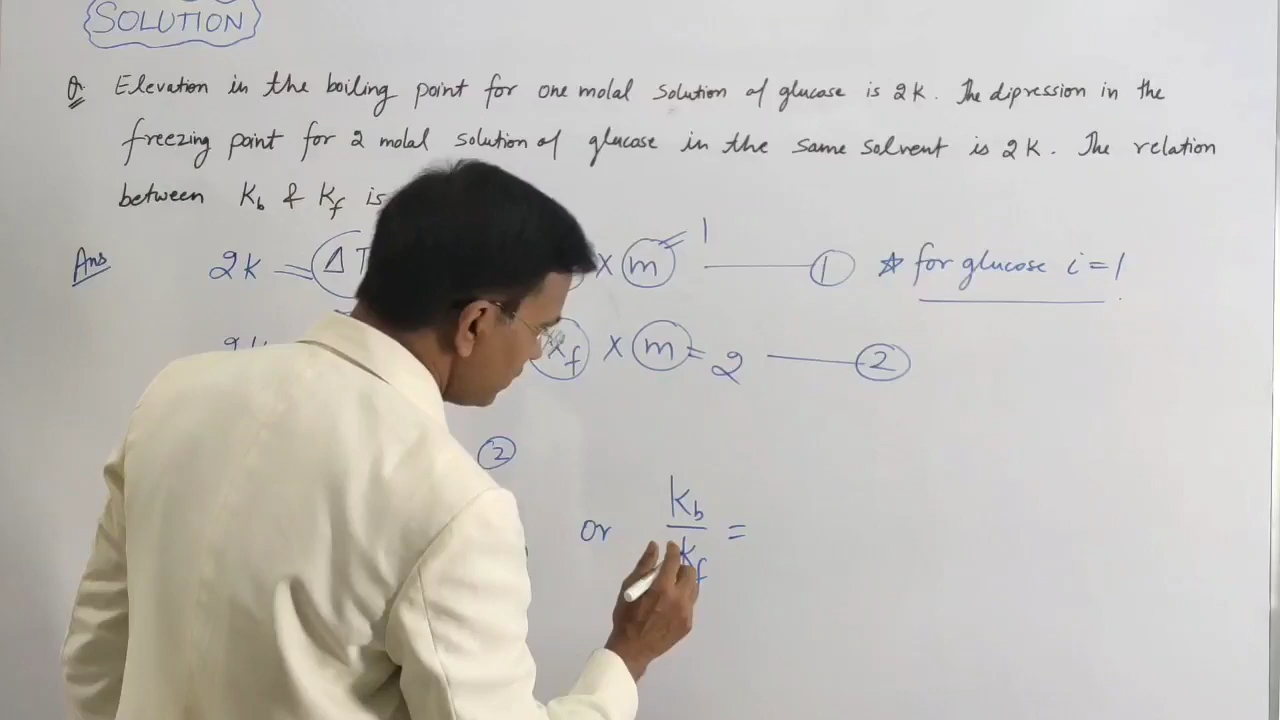 SOLUTION
Q Elevation in the boiling point for one molal solution of glucose is 2K. The dipression in the
freezing point for 2 molal solution of glucose in the same solvent is 2K. The relation
between Kb & Kf is
Ans 2K = ΔT × m = 1 —— ① ☆ for glucose i = 1
Kf × m = 2 —— ②
②
Or Kb/Kf =